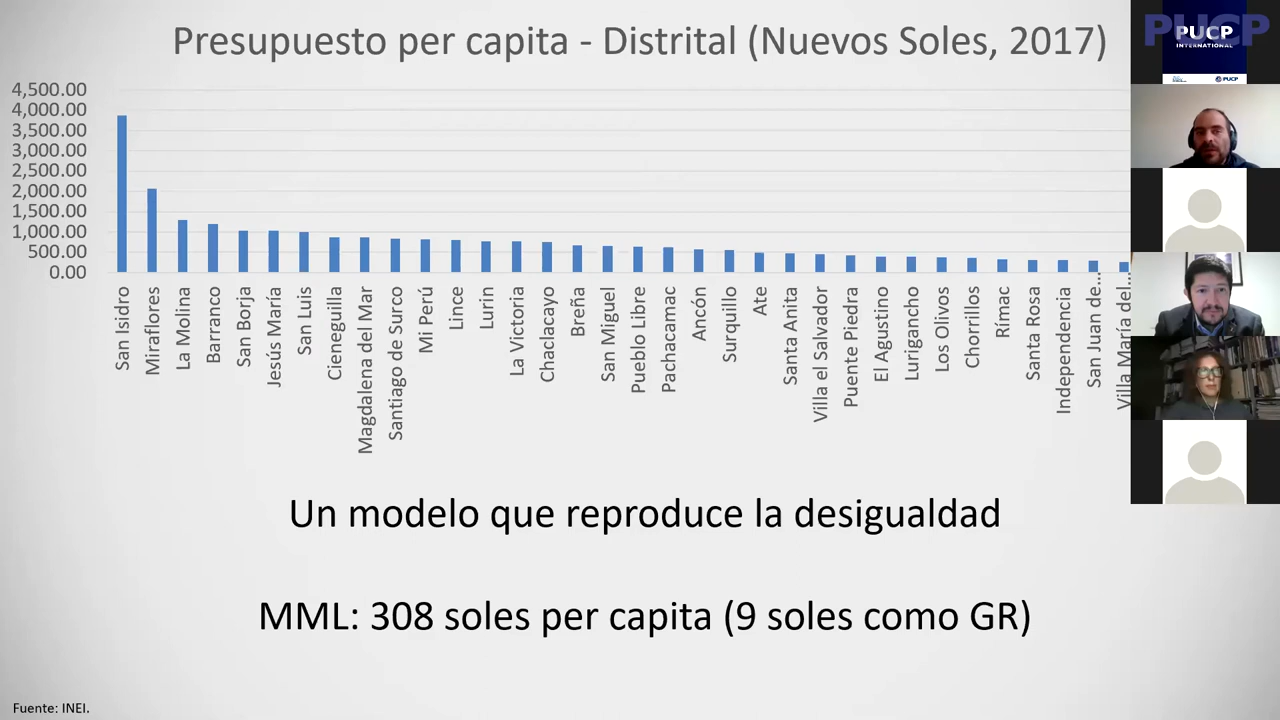 Presupuesto per capita - Distrital (Nuevos Soles, 2017)
4,500.00
4,000.00
3,500.00
3,000.00
2,500.00
2,000.00
1,500.00
1,000.00
500.00
0.00
San Isidro
Miraflores
La Molina
Barranco
San Borja
Jesús María
San Luis
Cieneguilla
Magdalena del Mar
Santiago de Surco
Mi Perú
Lince
Lurin
La Victoria
Chaclacayo
Breña
San Miguel
Pueblo Libre
Pachacamac
Ancón
Surquillo
Ate
Santa Anita
Villa el Salvador
Puente Piedra
El Agustino
Lurigancho
Los Olivos
Chorrillos
Rímac
Santa Rosa
Independencia
San Juan de...
Villa María del...
Un modelo que reproduce la desigualdad
MML: 308 soles per capita (9 soles como GR)
Fuente: INEI.
PUCP
PUCP
INTERNATIONAL
PUCP